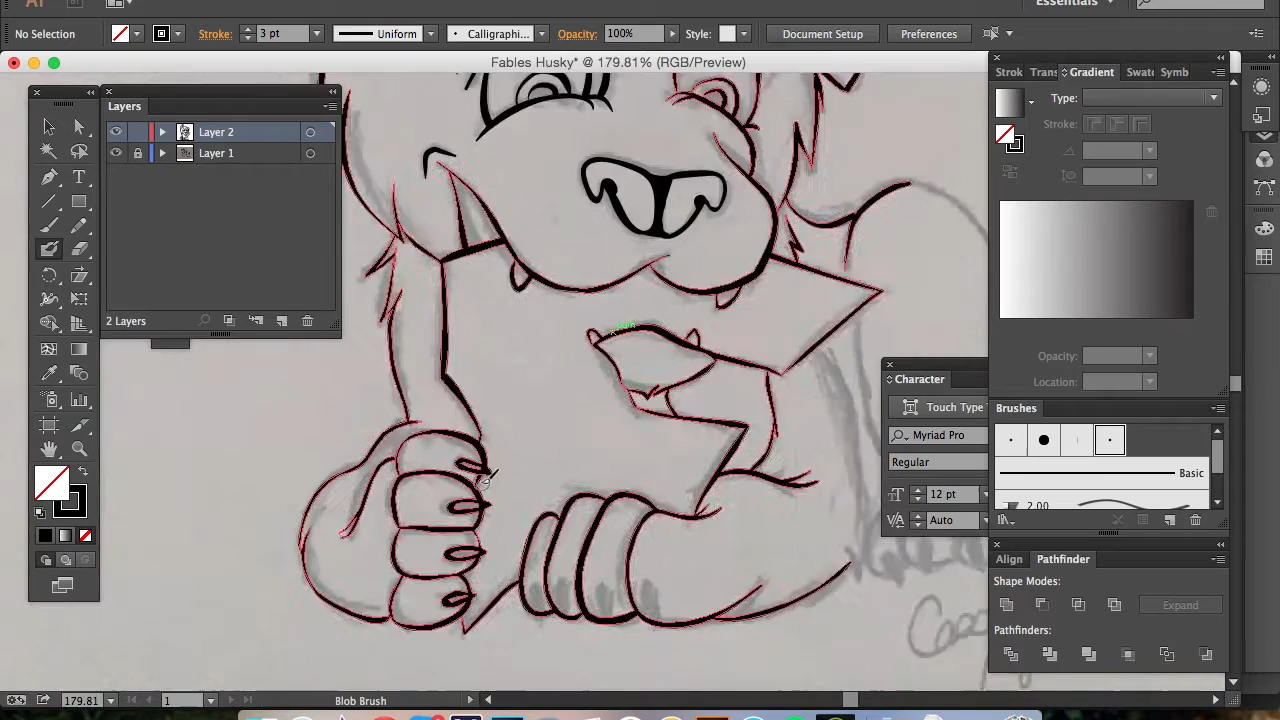 Ai Br Essentials
No Selection Stroke: 3 pt Uniform Calligraphi... Opacity: 100% Style: Document Setup Preferences
Fables Husky* @ 179.81% (RGB/Preview)
Layers
Layer 2
Layer 1
2 Layers
Strok Trans Gradient Swatc Symb
Type:
Stroke:
Opacity:
Location:
Character
Touch Type
Myriad Pro
Regular
12 pt
Auto
Brushes
Basic
2.00
Align Pathfinder
Shape Modes:
Expand
Pathfinders:
179.81 1 Blob Brush